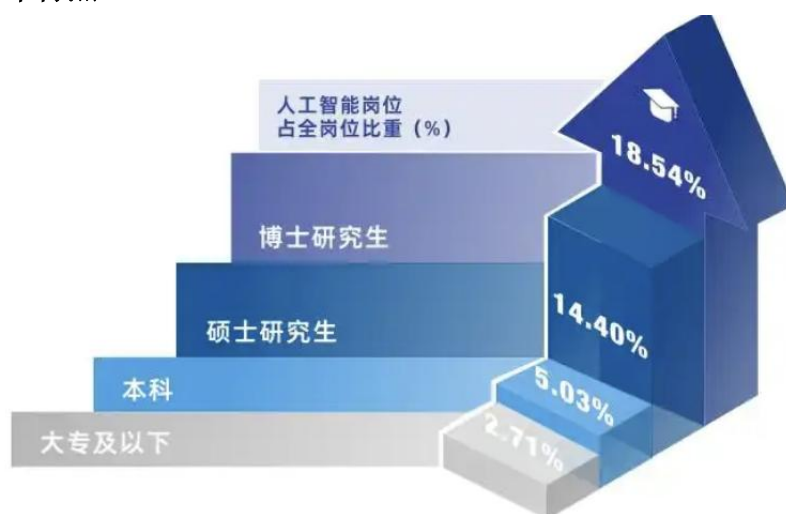 人工智能岗位
占全岗位比重（%）
18.54%
博士研究生
14.40%
硕士研究生
5.03%
本科
2.71%
大专及以下